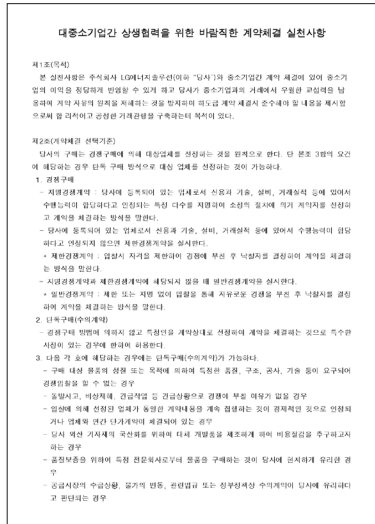 대중소기업간 상생협력을 위한 바람직한 계약체결 실천사항
제1조(목적)
본 실천사항은 주식회사 LG에너지솔루션(이하 "당사")와 중소기업간 계약 체결에 있어 중소기
업의 이익을 정당하게 반영할 수 있게 하고 당사가 중소기업과의 거래에서 우월한 교섭력을 남
용하여 계약 자유의 원칙을 저해하는 것을 방지하며 하도급 계약 체결시 준수해야 할 내용을 제시함
으로써 합리적이고 공정한 거래관행을 구축하는데 목적이 있다.
제2조(계약체결 선택기준)
당사의 구매는 경쟁구매에 의해 대상업체를 선정하는 것을 원칙으로 한다. 단 본조 3항의 요건
에 해당하는 경우 단독 구매 방식으로 대상 업체를 선정하는 것이 가능하다.
1. 경쟁구매
- 지명경쟁계약 : 당사에 등록되어 있는 업체로서 신용과 기술, 설비, 거래실적 등에 있어서
수행능력이 합당하다고 인정되는 특정 다수를 지명하여 소정의 절차에 의거 계약자를 선정하
고 계약을 체결하는 방식을 말한다.
- 당사에 등록되어 있는 업체로서 신용과 기술, 설비, 거래실적 등에 있어서 수행능력이 합당
하다고 인정되지 않으면 제한경쟁계약을 실시한다.
* 제한경쟁계약 : 입찰시 자격을 제한하여 경쟁에 부친 후 낙찰자를 결정하여 계약을 체결하
는 방식을 말한다.
- 지명경쟁계약과 제한경쟁계약에 해당되지 않을 때 일반경쟁계약을 실시한다.
* 일반경쟁계약 : 제한 또는 지명 없이 입찰을 통해 자유로운 경쟁을 부친 후 낙찰자를 결정
하여 계약을 체결하는 방식을 말한다.
2. 단독구매(수의계약)
- 경쟁구매 방법에 의하지 않고 특정인을 계약상대로 선정하여 계약을 체결하는 것으로 특수한
사정이 있는 경우에 한하여 허용한다.
3. 다음 각 호에 해당하는 경우에는 단독구매(수의계약)가 가능하다.
- 구매 대상 물품의 성질 또는 목적에 의하여 특정한 품질, 구조, 공사, 기술 등이 요구되어
경쟁입찰을 할 수 없는 경우
- 돌발사고, 비상재해, 긴급작업 등 긴급상황으로 경쟁에 부칠 여유가 없을 경우
- 입찰에 의해 선정된 업체가 동일한 계약내용을 계속 집행하는 것이 경제적인 것으로 인정되
거나 업체와 연간 단가계약이 체결되어 있는 경우
- 당사 외산 기자재의 국산화를 위하여 대체 개발품을 제조하게 하여 비용절감을 추구하고자
하는 경우
- 품질보증을 위하여 특정 전문회사로부터 물품을 구매하는 것이 당사에 현저하게 유리한 경
우
- 공급시장의 수급상황, 물가의 변동, 관련법규 또는 정부정책상 수의계약이 당사에 유리하다
고 판단되는 경우